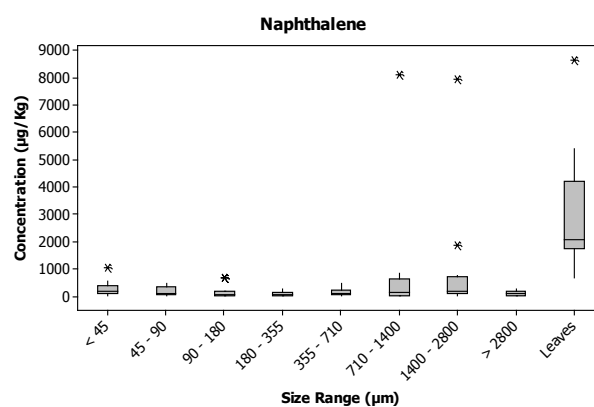 Naphthalene
Concentration (µg/Kg)
9000
8000
7000
6000
5000
4000
3000
2000
1000
0
< 45
45 - 90
90 - 180
180 - 355
355 - 710
710 - 1400
1400 - 2800
> 2800
Leaves
Size Range (µm)